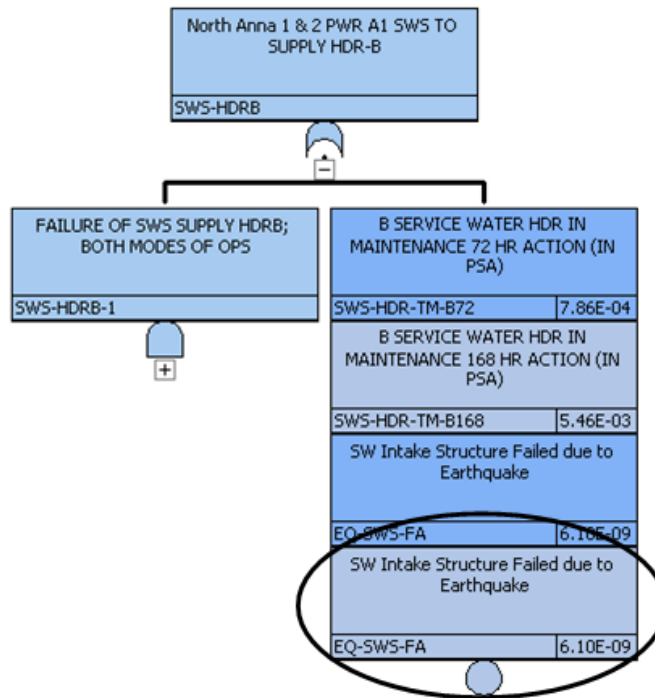 North Anna 1 & 2 PWR A1 SWS TO
SUPPLY HDR-B
SWS-HDRB
FAILURE OF SWS SUPPLY HDRB;
BOTH MODES OF OPS
SWS-HDRB-1
B SERVICE WATER HDR IN
MAINTENANCE 72 HR ACTION (IN
PSA)
SWS-HDR-TM-B72 7.86E-04
B SERVICE WATER HDR IN
MAINTENANCE 168 HR ACTION (IN
PSA)
SWS-HDR-TM-B168 5.46E-03
SW Intake Structure Failed due to
Earthquake
EQ-SWS-FA 6.10E-09
SW Intake Structure Failed due to
Earthquake
EQ-SWS-FA 6.10E-09